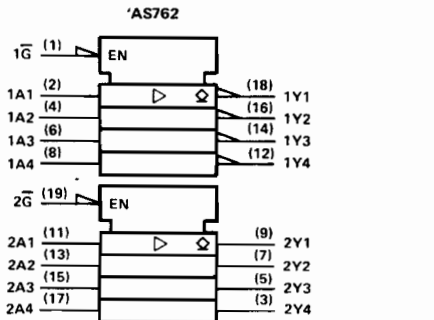 'AS762
1G̅ (1) EN
1A1 (2) (18) 1Y1
1A2 (4) (16) 1Y2
1A3 (6) (14) 1Y3
1A4 (8) (12) 1Y4
2G̅ (19) EN
2A1 (11) (9) 2Y1
2A2 (13) (7) 2Y2
2A3 (15) (5) 2Y3
2A4 (17) (3) 2Y4